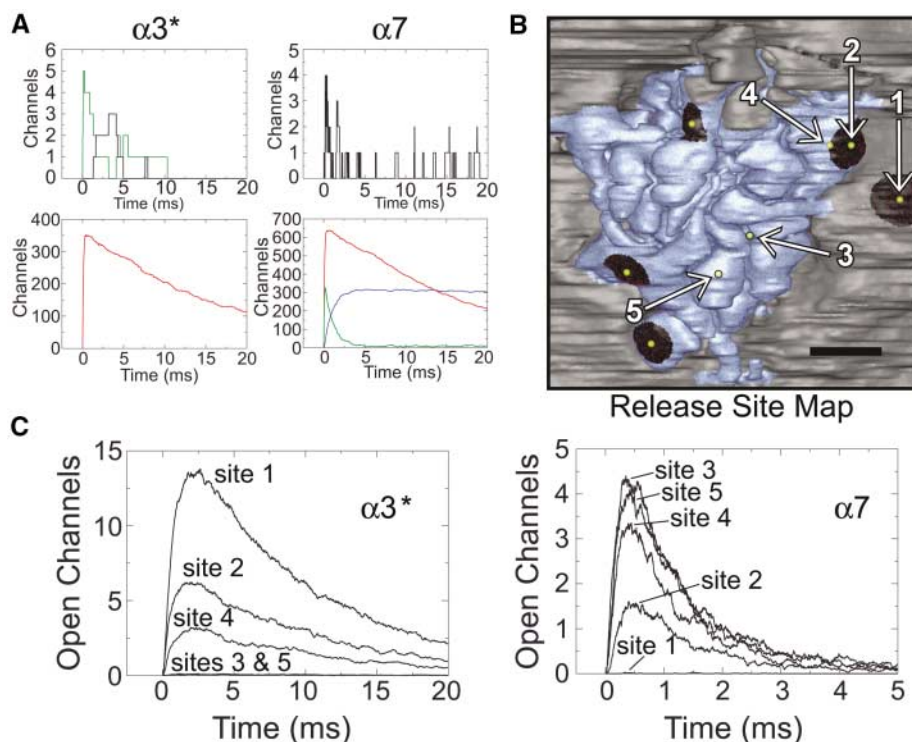 A
α3*
α7
Channels
6
5
4
3
2
1
0
0 5 10 15 20
Time (ms)
Channels
5
4
3
2
1
0
0 5 10 15 20
Time (ms)
400
300
200
100
0
Channels
0 5 10 15 20
Time (ms)
700
600
500
400
300
200
100
0
0 5 10 15 20
Time (ms)
B
2
4
1
3
5
Release Site Map
C
Open Channels
15
10
5
0
site 1
α3*
site 2
site 4
sites 3 & 5
0 5 10 15 20
Time (ms)
Open Channels
5
4
3
2
1
0
site 3
site 5
α7
site 4
site 2
site 1
0 1 2 3 4 5
Time (ms)